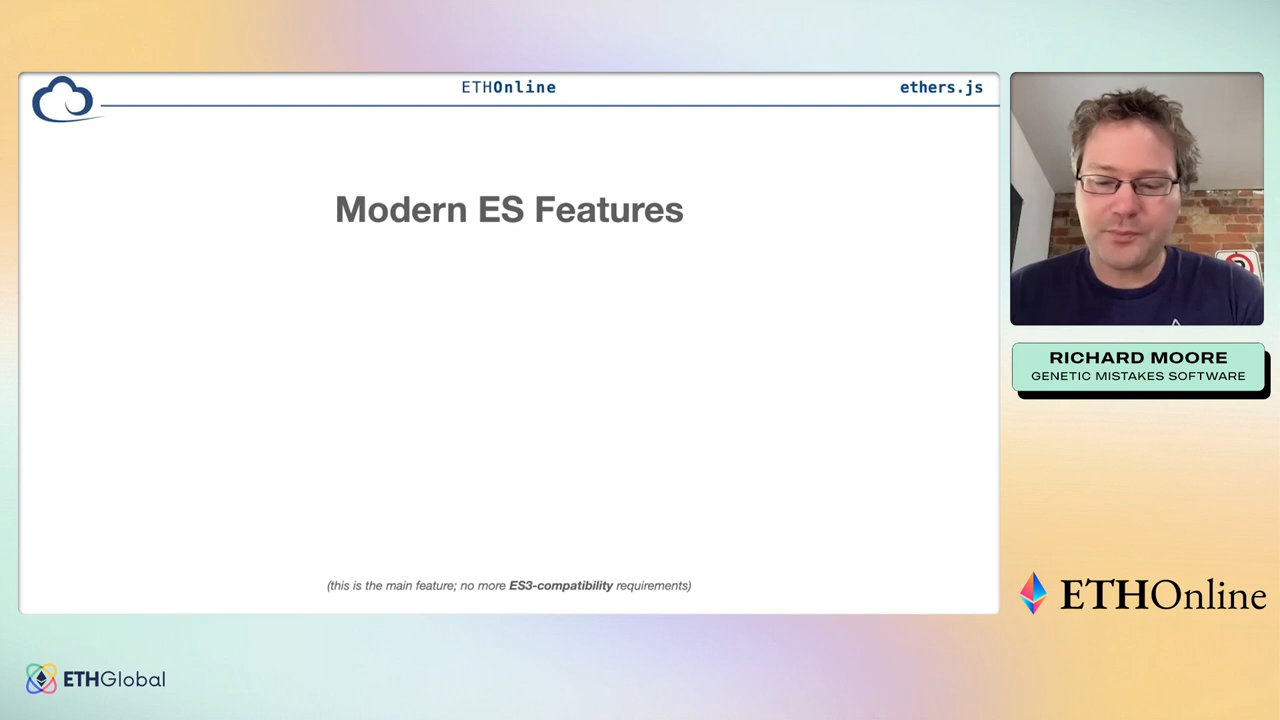 ETHOnline
ethers.js
Modern ES Features
(this is the main feature; no more ES3-compatibility requirements)
RICHARD MOORE
GENETIC MISTAKES SOFTWARE
ETHOnline
ETHGlobal